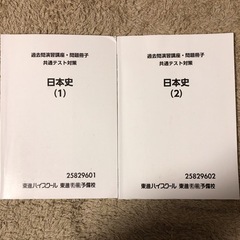 過去問演習講座・問題冊子
共通テスト対策
日本史
(1)
25829601
東進ハイスクール 東進衛星予備校
過去問演習講座・問題冊子
共通テスト対策
日本史
(2)
25829602
東進ハイスクール 東進衛星予備校